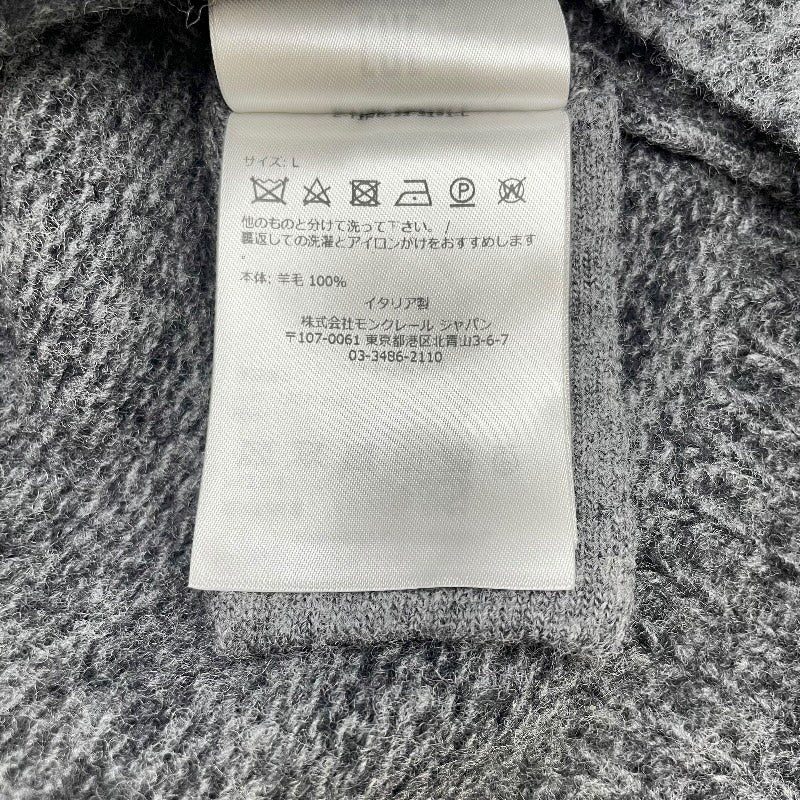 サイズ: L
P W
他のものと分けて洗って下さい。/
裏返しての洗濯とアイロンかけをおすすめします
。
本体: 羊毛 100%
イタリア製
株式会社モンクレール ジャパン
〒107-0061 東京都港区北青山3-6-7
03-3486-2110